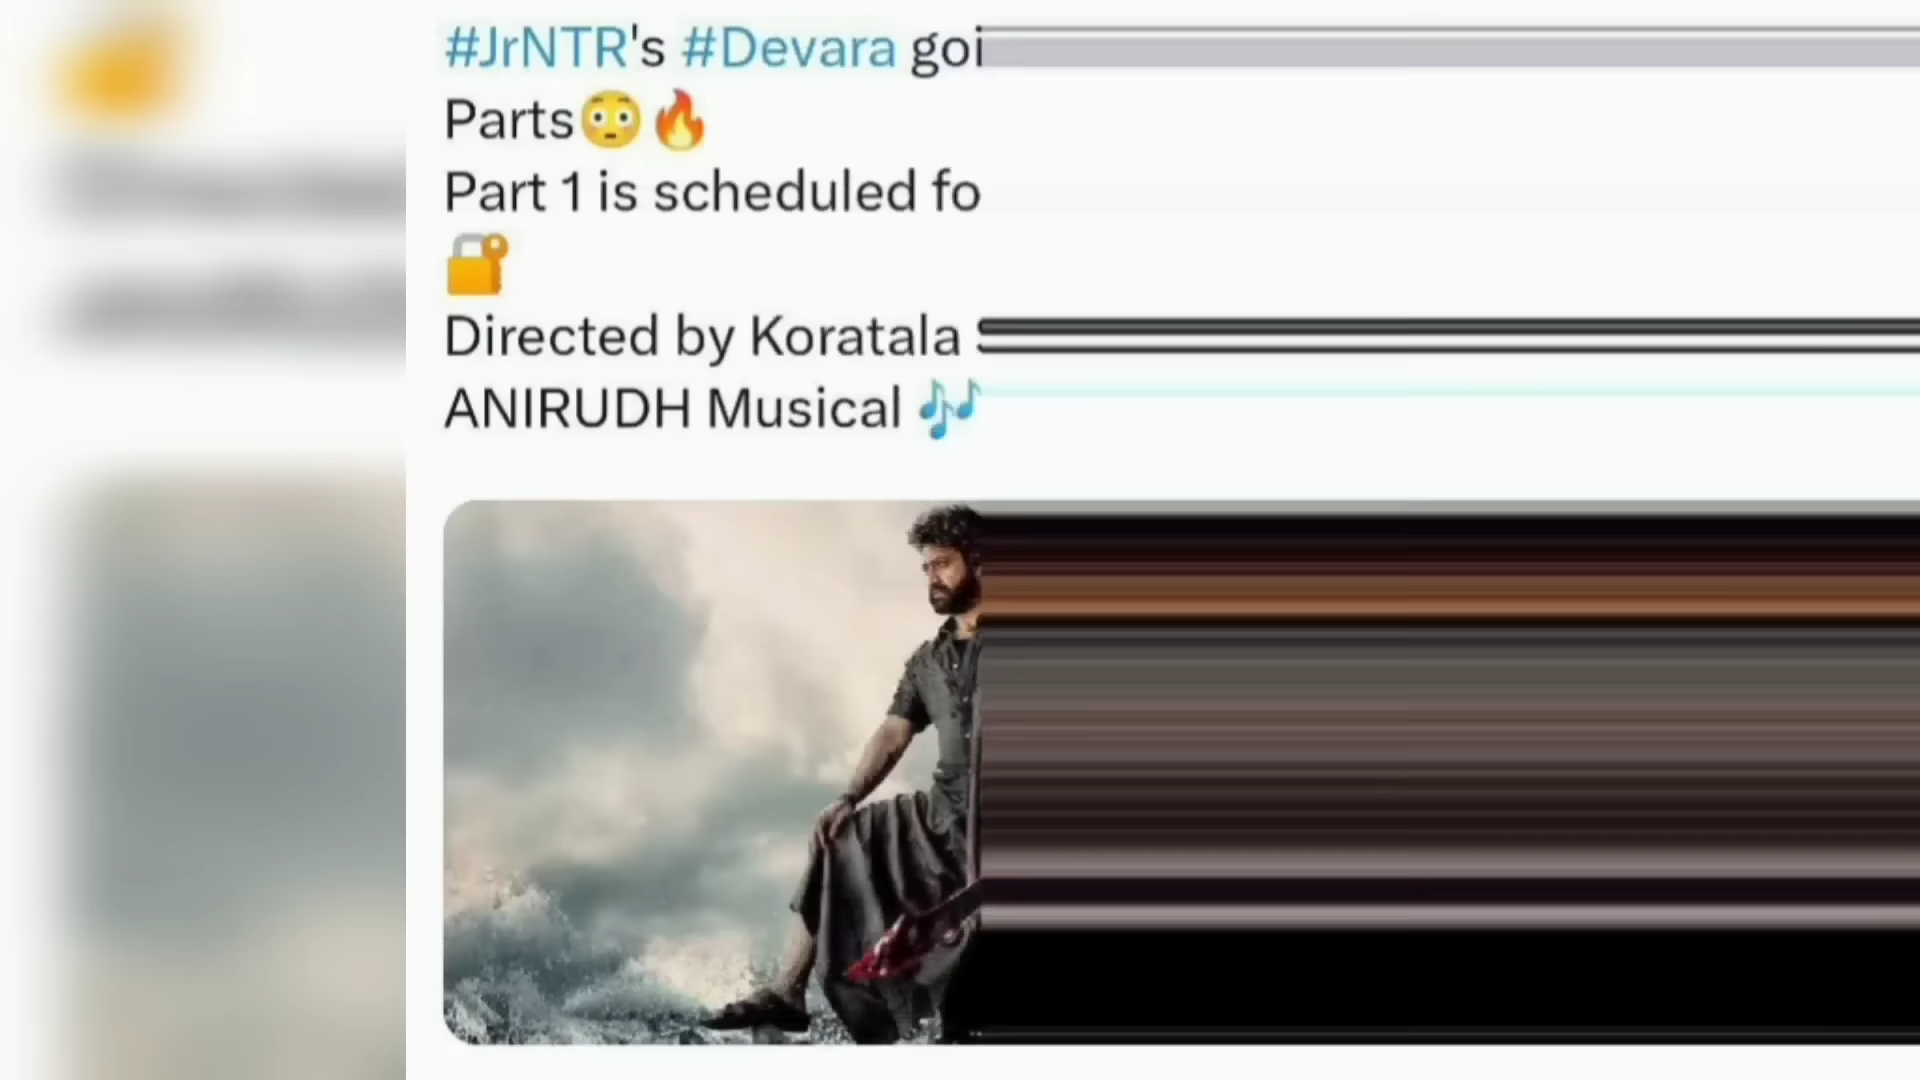 #JrNTR's #Devara goi
Parts😳🔥
Part 1 is scheduled fo
🔐
Directed by Koratala
ANIRUDH Musical 🎶